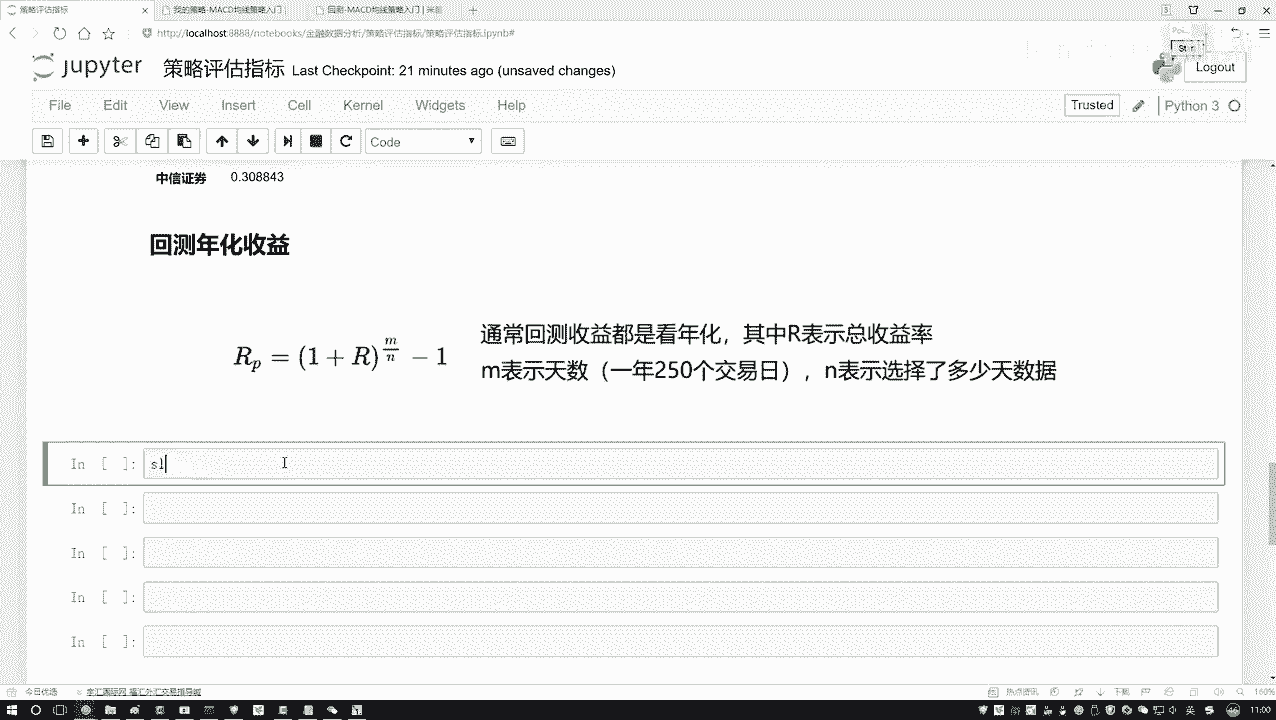 策略评估指标
我的策略-MACD均线策略入门
回测-MACD均线策略入门 | 米筐
http://localhost:8888/notebooks/金融数据分析/策略评估指标/策略评估指标.ipynb#
jupyter 策略评估指标 Last Checkpoint: 21 minutes ago (unsaved changes)
Logout
File Edit View Insert Cell Kernel Widgets Help
Trusted
Python 3
Code
中信证券 0.308843
回测年化收益
R_p = (1 + R)^{m/n} − 1
通常回测收益都是看年化，其中R表示总收益率
m表示天数（一年250个交易日），n表示选择了多少天数据
In [ ]: sl
In [ ]:
In [ ]:
In [ ]:
In [ ]:
今日优选
热点资讯
下载
160%
英
11:00